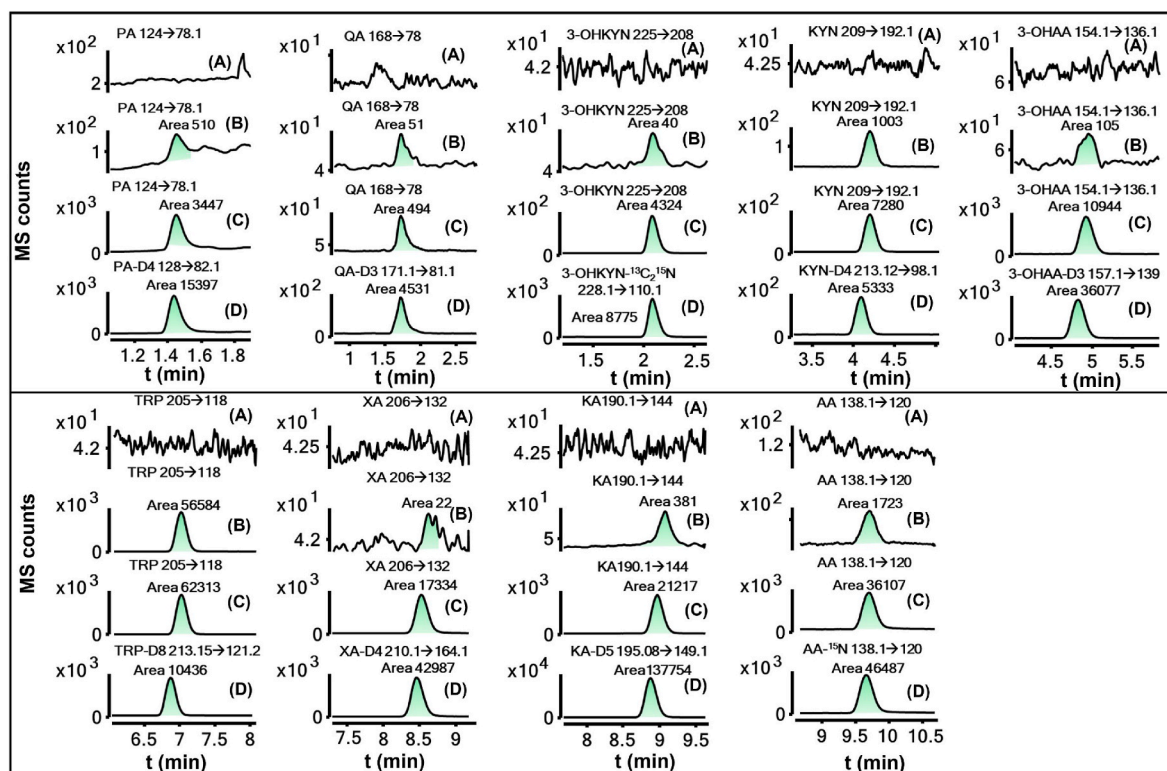 MS counts
PA 124→78.1
x10²
(A)
2
PA 124→78.1
x10²
Area 510
(B)
1
PA 124→78.1
x10³
Area 3447
(C)
0
PA-D4 128→82.1
x10³
Area 15397
(D)
0
1.2 1.4 1.6 1.8
t (min)
QA 168→78
x10¹
(A)
5
QA 168→78
x10¹
Area 51
(B)
4
QA 168→78
x10¹
Area 494
(C)
5
QA-D3 171.1→81.1
x10²
Area 4531
(D)
0
1 1.5 2 2.5
t (min)
3-OHKYN 225→208
x10¹
(A)
4.2
3-OHKYN 225→208
x10¹
Area 40
(B)
4
3-OHKYN 225→208
x10²
Area 4324
(C)
0
3-OHKYN-¹³C₂¹⁵N
228.1→110.1
x10³
Area 8775
(D)
0
1.5 2 2.5
t (min)
KYN 209→192.1
x10¹
(A)
4.25
KYN 209→192.1
x10²
Area 1003
(B)
1
KYN 209→192.1
x10²
Area 7280
(C)
0
KYN-D4 213.12→98.1
x10²
Area 5333
(D)
0
3.5 4 4.5 5
t (min)
3-OHAA 154.1→136.1
x10¹
(A)
6
3-OHAA 154.1→136.1
x10¹
Area 105
(B)
6
3-OHAA 154.1→136.1
x10³
Area 10944
(C)
0
3-OHAA-D3 157.1→139
x10³
Area 36077
(D)
0
4.5 5 5.5
t (min)
MS counts
TRP 205→118
x10¹
(A)
4.2
TRP 205→118
x10³
Area 56584
(B)
0
TRP 205→118
x10³
Area 62313
(C)
0
TRP-D8 213.15→121.2
x10³
Area 10436
(D)
0
6.5 7 7.5 8
t (min)
XA 206→132
x10¹
(A)
4.25
XA 206→132
x10¹
Area 22
(B)
4.2
XA 206→132
x10³
Area 17334
(C)
0
XA-D4 210.1→164.1
x10³
Area 42987
(D)
0
7.5 8 8.5 9
t (min)
KA190.1→144
x10¹
(A)
4.25
KA190.1→144
x10¹
Area 381
(B)
5
KA190.1→144
x10³
Area 21217
(C)
0
KA-D5 195.08→149.1
x10⁴
Area137754
(D)
0
8 8.5 9 9.5
t (min)
AA 138.1→120
x10²
(A)
1.2
AA 138.1→120
x10²
Area 1723
(B)
0
AA 138.1→120
x10³
Area 36107
(C)
0
AA-¹⁵N 138.1→120
x10³
Area 46487
(D)
0
9 9.5 10 10.5
t (min)